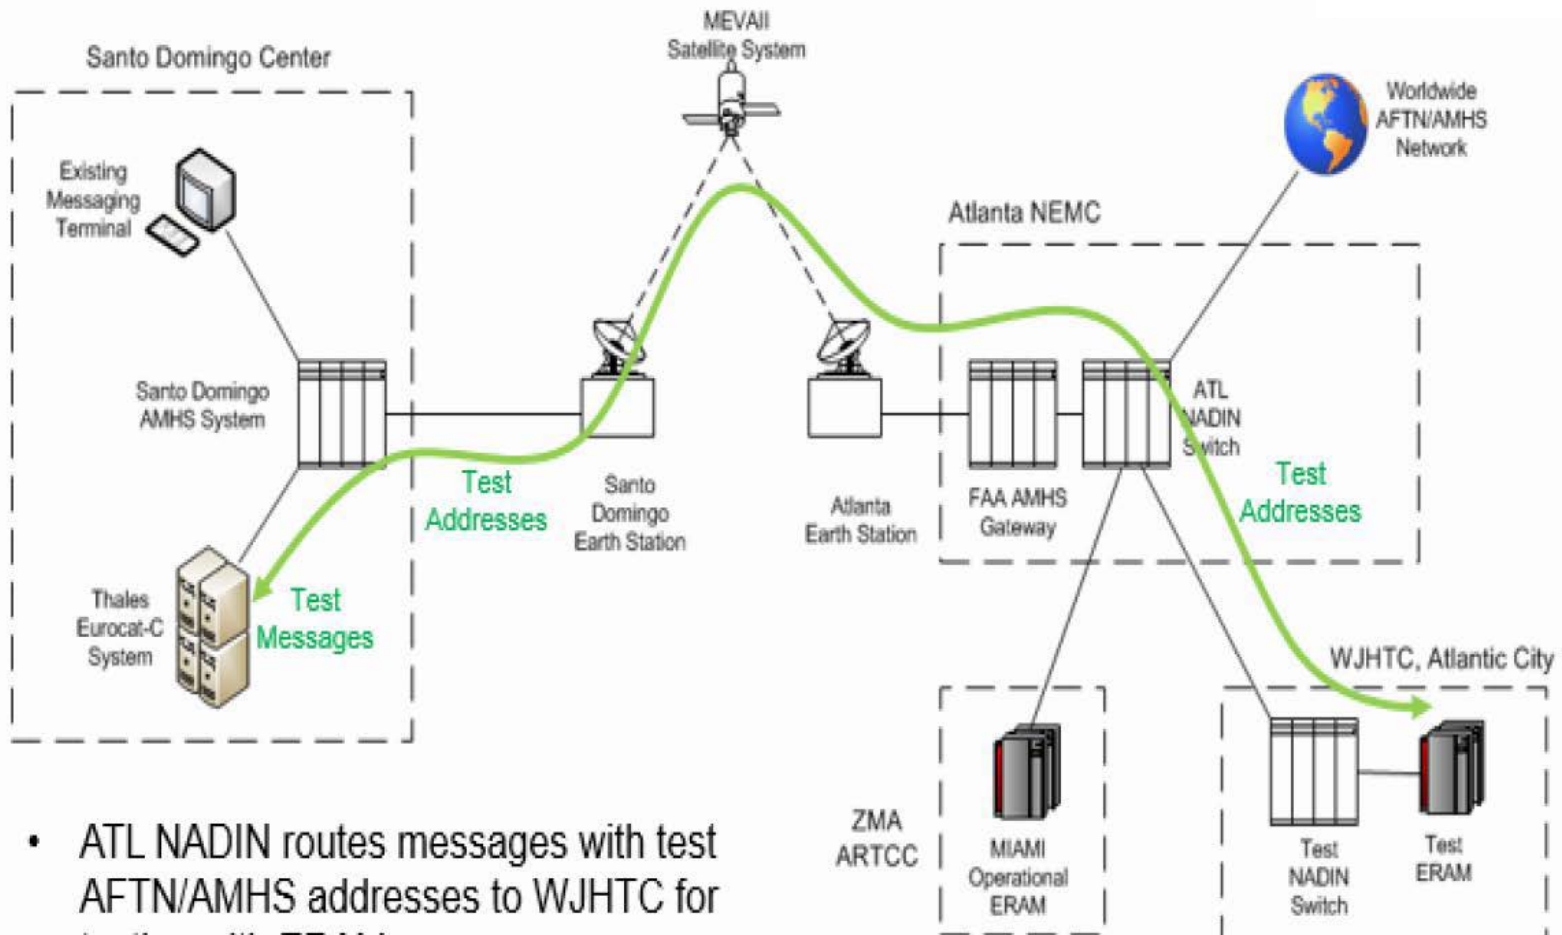 MEVAII
Satellite System
Santo Domingo Center
Worldwide
AFTN/AMHS
Network
Existing
Messaging
Terminal
Atlanta NEMC
Santo Domingo
AMHS System
ATL
NADIN
Switch
Test
Addresses
Santo
Domingo
Earth Station
Atlanta
Earth Station
FAA AMHS
Gateway
Test
Addresses
Thales
Eurocat-C
System
Test
Messages
WJHTC, Atlantic City
ZMA
ARTCC
MIAMI
Operational
ERAM
Test
NADIN
Switch
Test
ERAM
• ATL NADIN routes messages with test
AFTN/AMHS addresses to WJHTC for